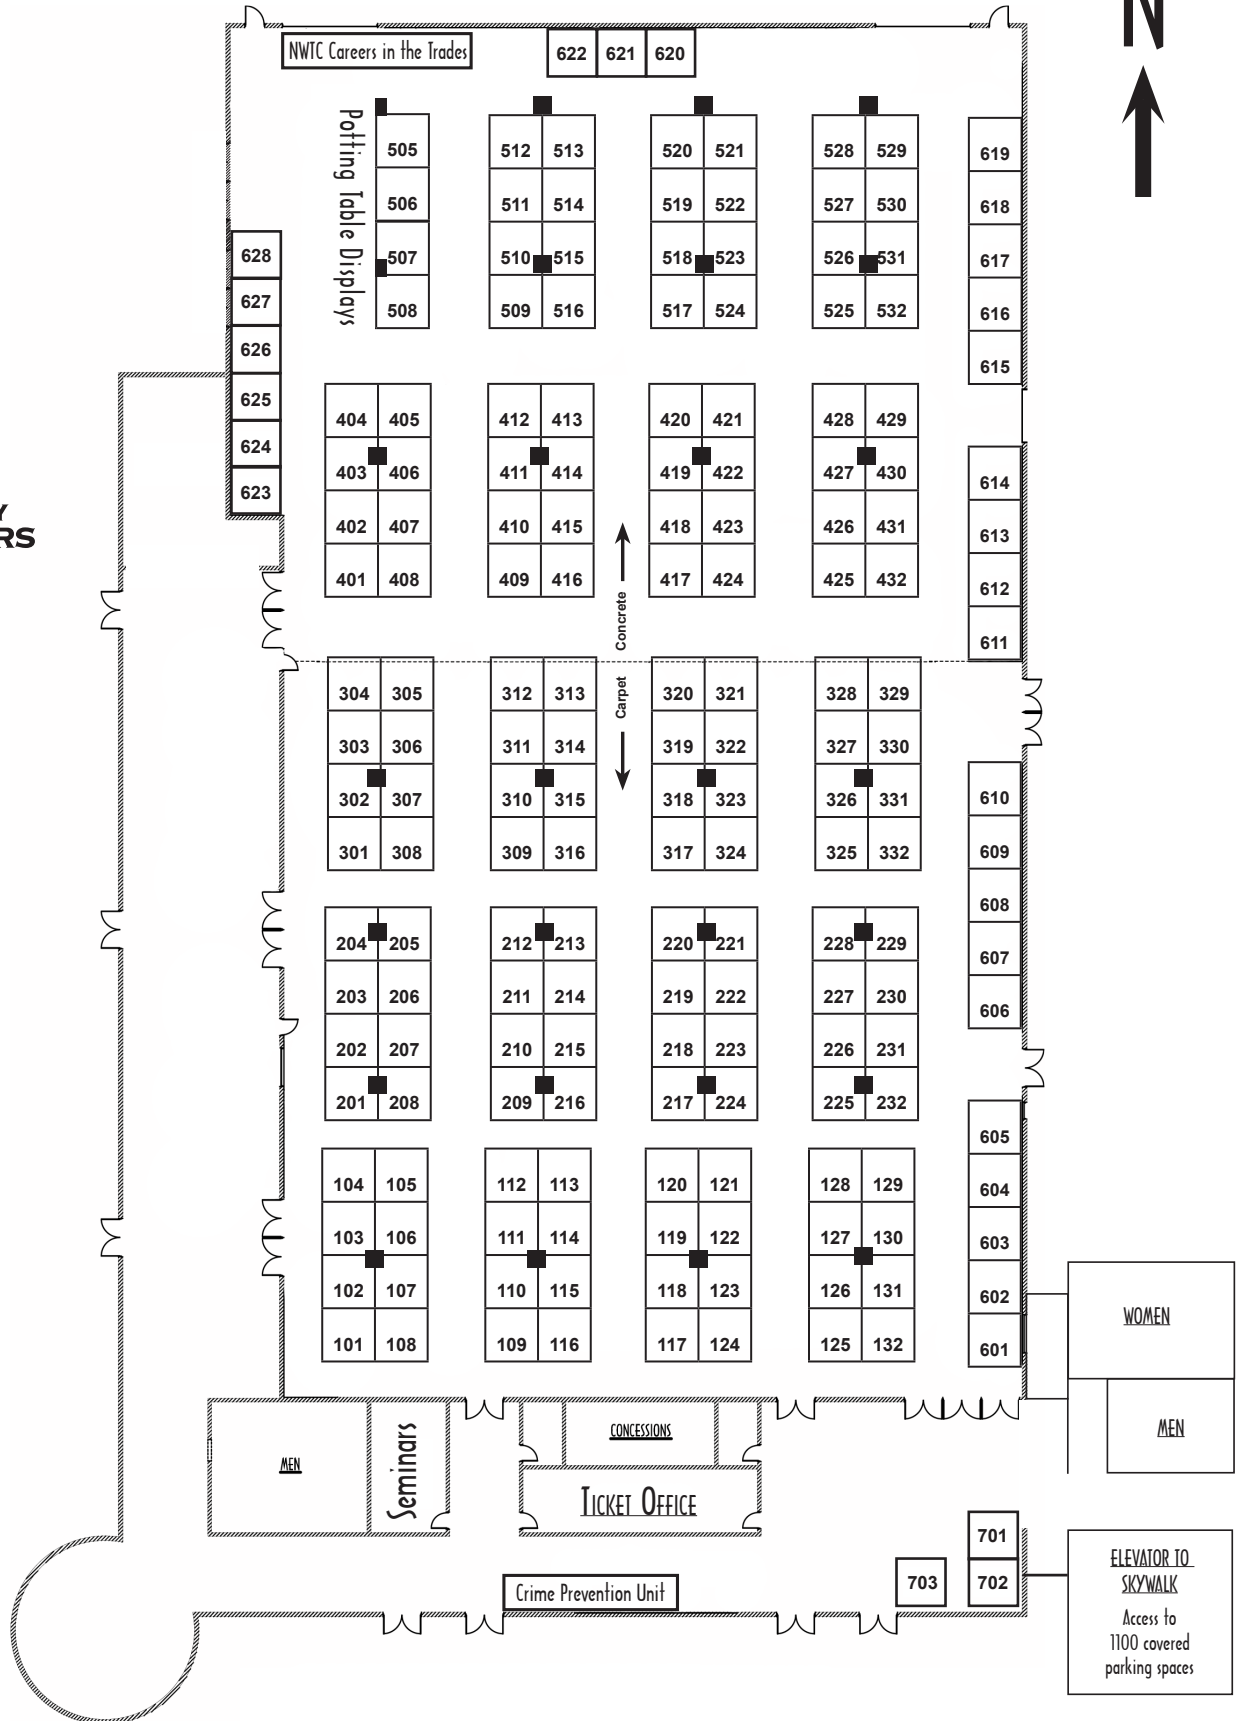 N
NWTC Careers in the Trades
622 621 620
Potting Table Displays
505 512 513 520 521 528 529 619
506 511 514 519 522 527 530 618
507 510 515 518 523 526 531 617
508 509 516 517 524 525 532 616
615
628
627
626
625
624
623
404 405 412 413 420 421 428 429
403 406 411 414 419 422 427 430 614
402 407 410 415 418 423 426 431 613
401 408 409 416 417 424 425 432 612
611
Y
RS
Concrete
Carpet
304 305 312 313 320 321 328 329
303 306 311 314 319 322 327 330
302 307 310 315 318 323 326 331 610
301 308 309 316 317 324 325 332 609
608
607
606
204 205 212 213 220 221 228 229
203 206 211 214 219 222 227 230
202 207 210 215 218 223 226 231
201 208 209 216 217 224 225 232
605
604
603
602
601
104 105 112 113 120 121 128 129
103 106 111 114 119 122 127 130
102 107 110 115 118 123 126 131
101 108 109 116 117 124 125 132
WOMEN
MEN
MEN
Seminars
CONCESSIONS
TICKET OFFICE
701
703 702
Crime Prevention Unit
ELEVATOR TO
SKYWALK
Access to
1100 covered
parking spaces